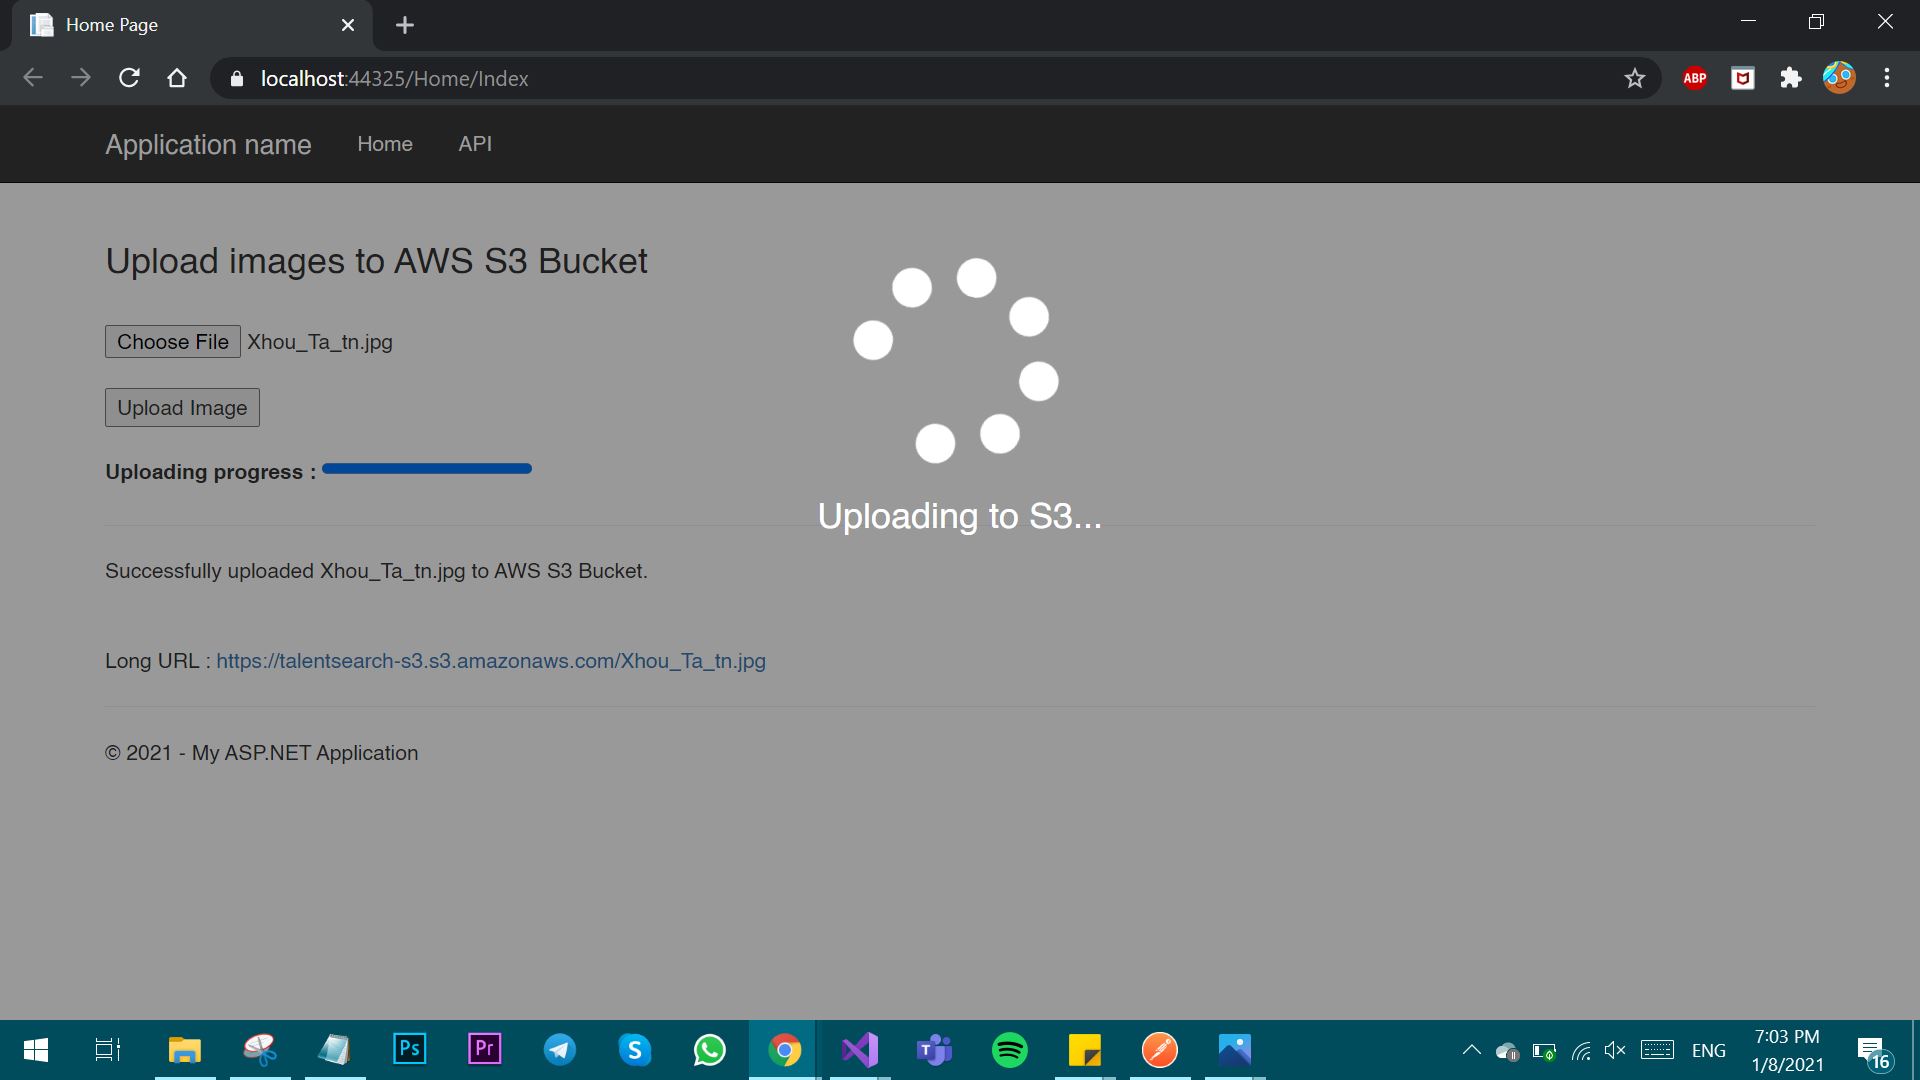 Home Page
localhost:44325/Home/Index
ABP
Application name
Home
API
Upload images to AWS S3 Bucket
Choose File Xhou_Ta_tn.jpg
Upload Image
Uploading progress :
Uploading to S3...
Successfully uploaded Xhou_Ta_tn.jpg to AWS S3 Bucket.
Long URL : https://talentsearch-s3.s3.amazonaws.com/Xhou_Ta_tn.jpg
© 2021 - My ASP.NET Application
Ps
Pr
S
T
ENG
7:03 PM
1/8/2021
16